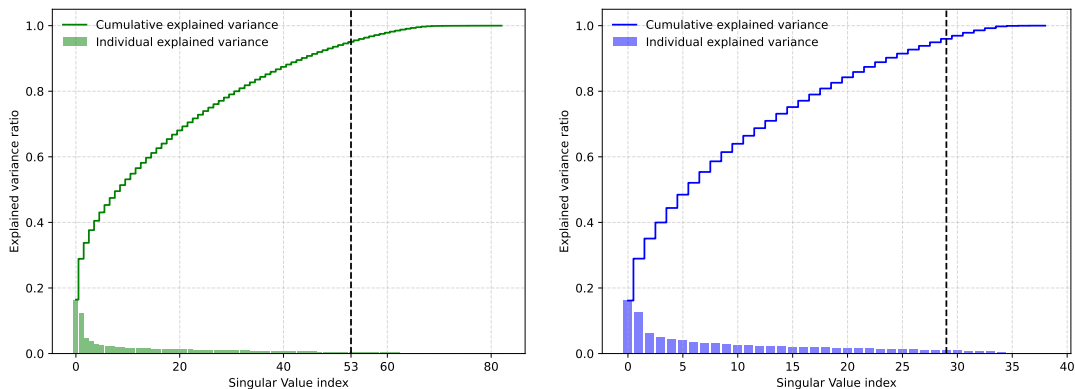 Cumulative explained variance
Individual explained variance
Explained variance ratio
1.0
0.8
0.6
0.4
0.2
0.0
0 20 40 53 60 80
Singular Value index
Cumulative explained variance
Individual explained variance
Explained variance ratio
1.0
0.8
0.6
0.4
0.2
0.0
0 5 10 15 20 25 30 35 40
Singular Value index